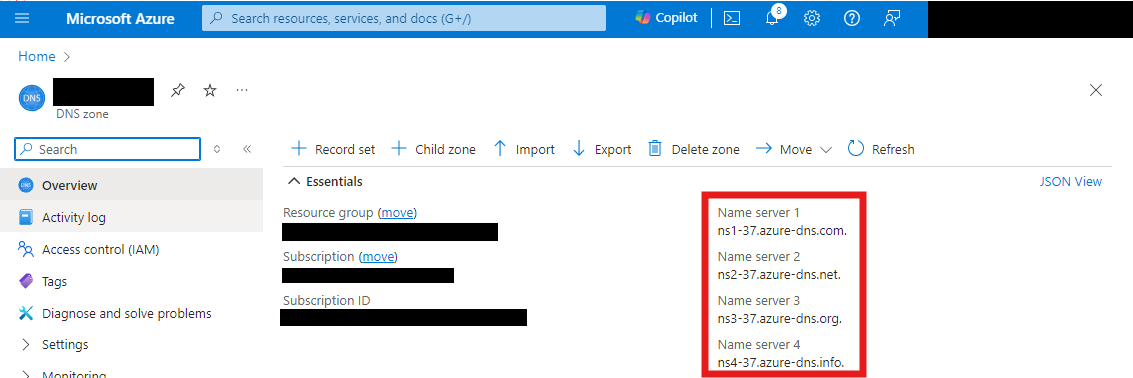 Microsoft Azure
Search resources, services, and docs (G+/)
Copilot
8
Home
DNS
DNS zone
Search
Record set
Child zone
Import
Export
Delete zone
Move
Refresh
DNS
Overview
Activity log
Access control (IAM)
Tags
Diagnose and solve problems
Settings
Monitoring
Essentials
JSON View
Resource group (move)
Subscription (move)
Subscription ID
Name server 1
ns1-37.azure-dns.com.
Name server 2
ns2-37.azure-dns.net.
Name server 3
ns3-37.azure-dns.org.
Name server 4
ns4-37.azure-dns.info.